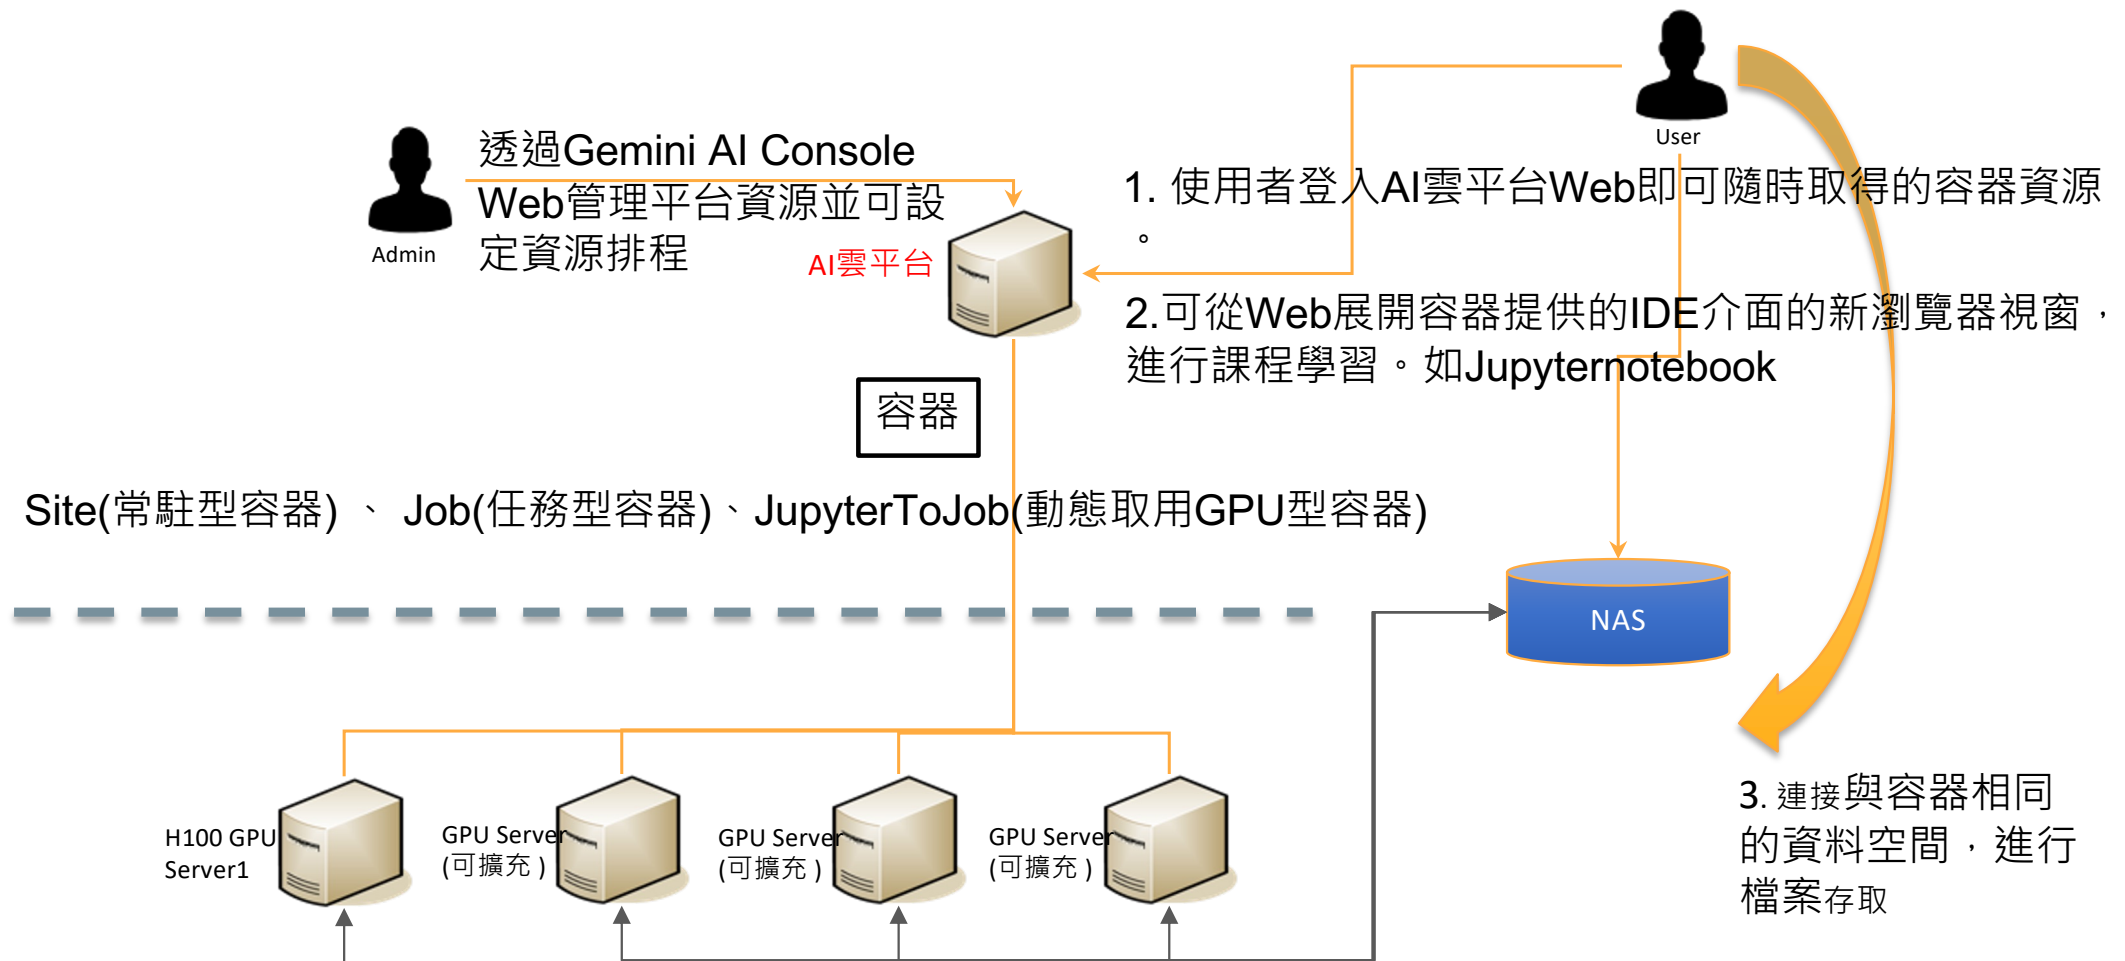 User
透過Gemini AI Console
Web管理平台資源並可設
定資源排程
Admin
AI雲平台
1. 使用者登入AI雲平台Web即可隨時取得的容器資源
。
2.可從Web展開容器提供的IDE介面的新瀏覽器視窗，
進行課程學習。如Jupyternotebook
容器
Site(常駐型容器) 、 Job(任務型容器)、JupyterToJob(動態取用GPU型容器)
NAS
H100 GPU
Server1
GPU Server
(可擴充 )
GPU Server
(可擴充 )
GPU Server
(可擴充 )
3. 連接與容器相同
的資料空間，進行
檔案存取